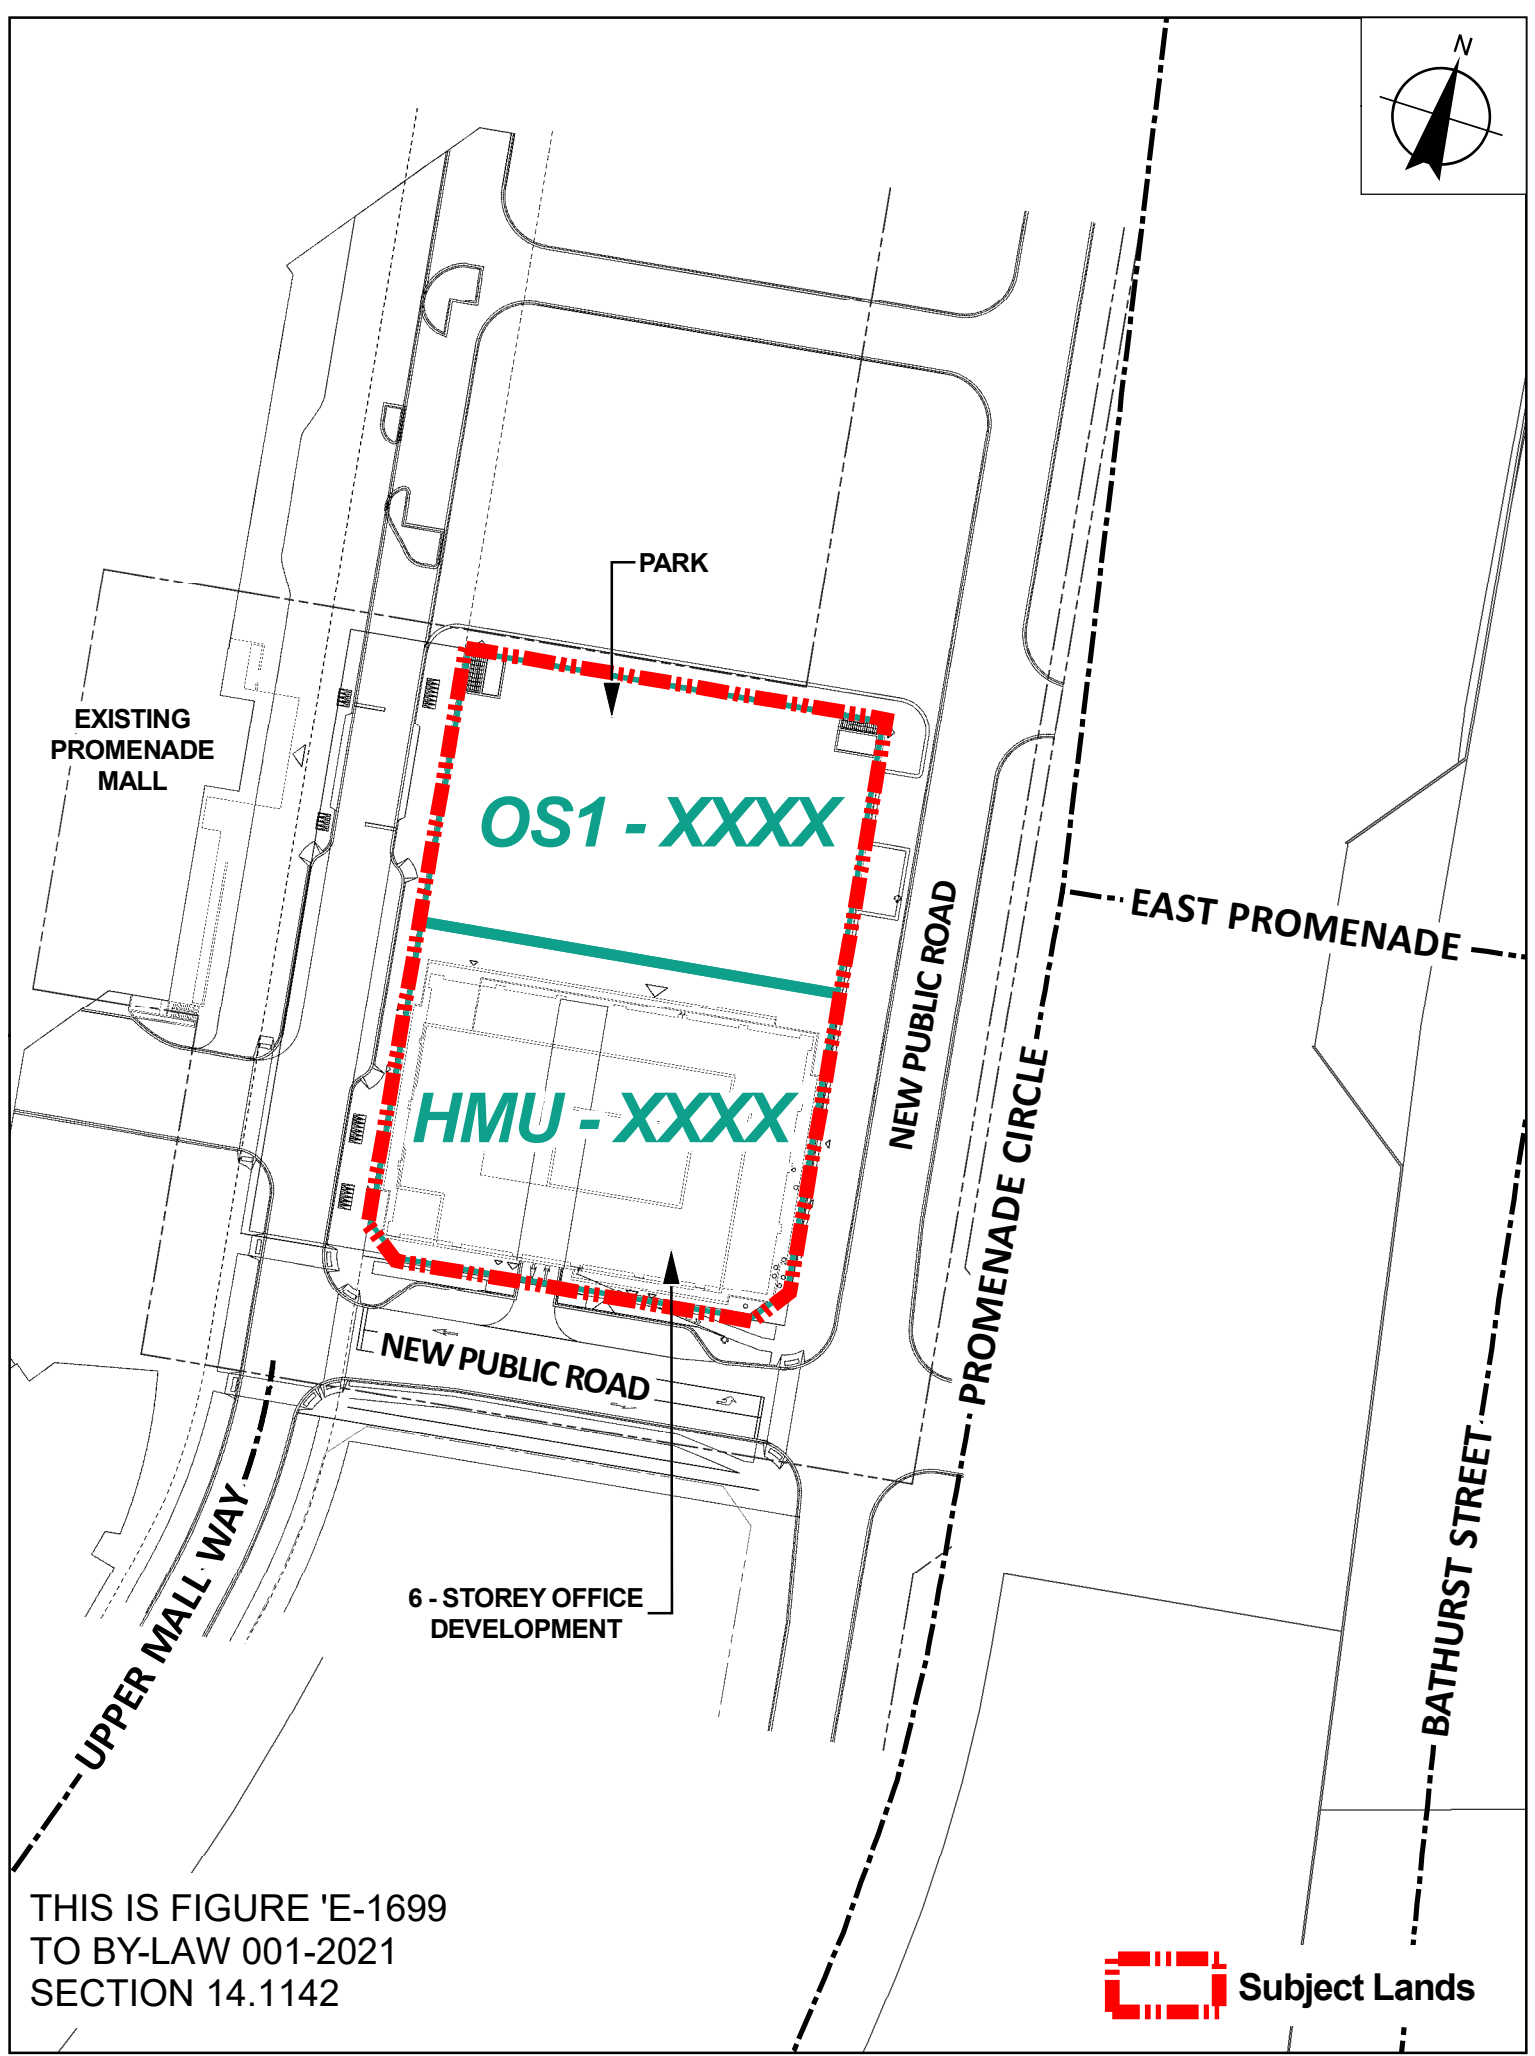 N
PARK
EXISTING
PROMENADE
MALL
OS1 - XXXX
EAST PROMENADE
NEW PUBLIC ROAD
HMU - XXXX
PROMENADE CIRCLE
NEW PUBLIC ROAD
BATHURST STREET
UPPER MALL WAY
6 - STOREY OFFICE
DEVELOPMENT
THIS IS FIGURE 'E-1699
TO BY-LAW 001-2021
SECTION 14.1142
Subject Lands